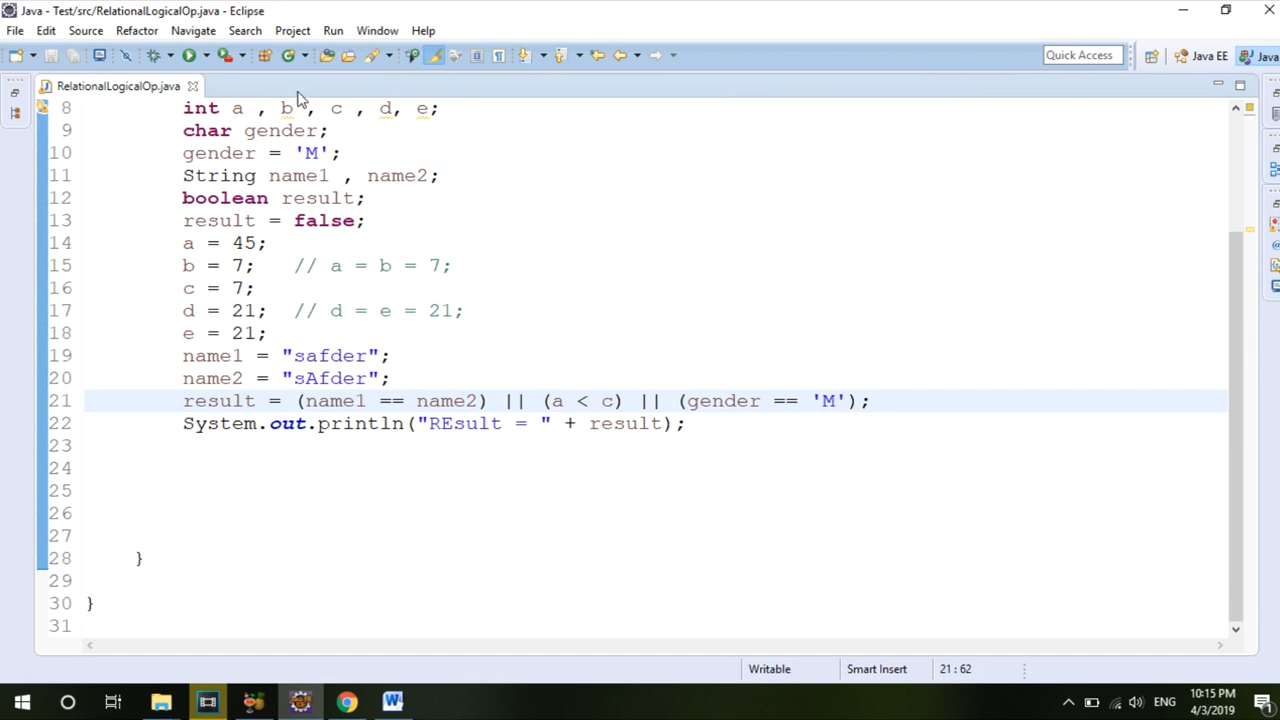 Java - Test/src/RelationalLogicalOp.java - Eclipse
File Edit Source Refactor Navigate Search Project Run Window Help
Quick Access Java EE Java
RelationalLogicalOp.java
8 int a , b , c , d, e;
9 char gender;
10 gender = 'M';
11 String name1 , name2;
12 boolean result;
13 result = false;
14 a = 45;
15 b = 7; // a = b = 7;
16 c = 7;
17 d = 21; // d = e = 21;
18 e = 21;
19 name1 = "safder";
20 name2 = "sAfder";
21 result = (name1 == name2) || (a < c) || (gender == 'M');
22 System.out.println("REsult = " + result);
23
24
25
26
27
28 }
29
30 }
31
Writable Smart Insert 21 : 62
ENG 10:15 PM
4/3/2019